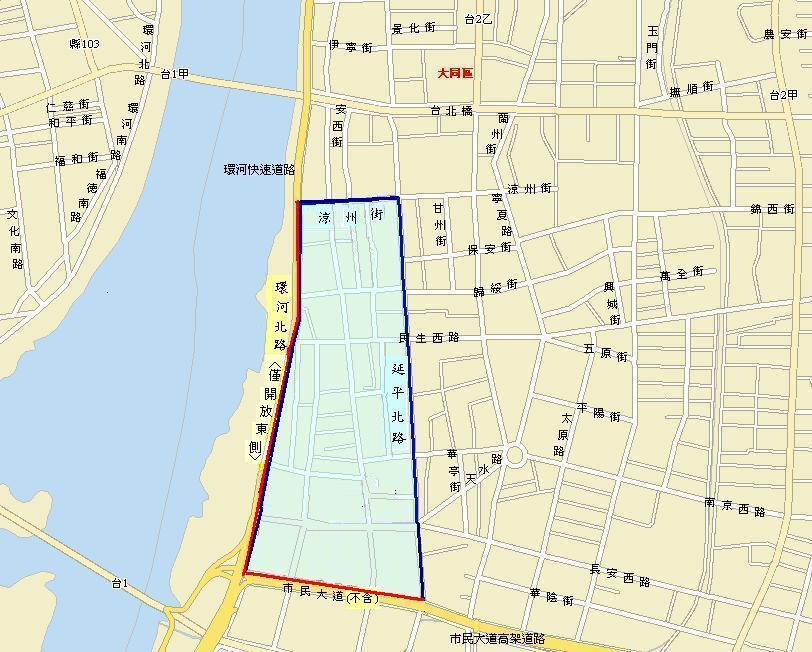 台2乙
景化街
伊寧街
環河北路
縣103
玉門街
農安街
大同區
台1甲
撫順街
台2甲
仁慈街
和平街
環河南路
安西街
台北橋
蘭州街
福和街
福德南路
環河快速道路
涼州街
涼州街
甘州街
寧夏路
錦西街
文化南路
保安街
萬全街
歸綏街
興城街
環河北路
(僅開放東側)
民生西路
五原街
延平北路
平陽街
太原路
華亭街
天水路
南京西路
長安西路
台1
市民大道(不含)
華陰街
市民大道高架道路